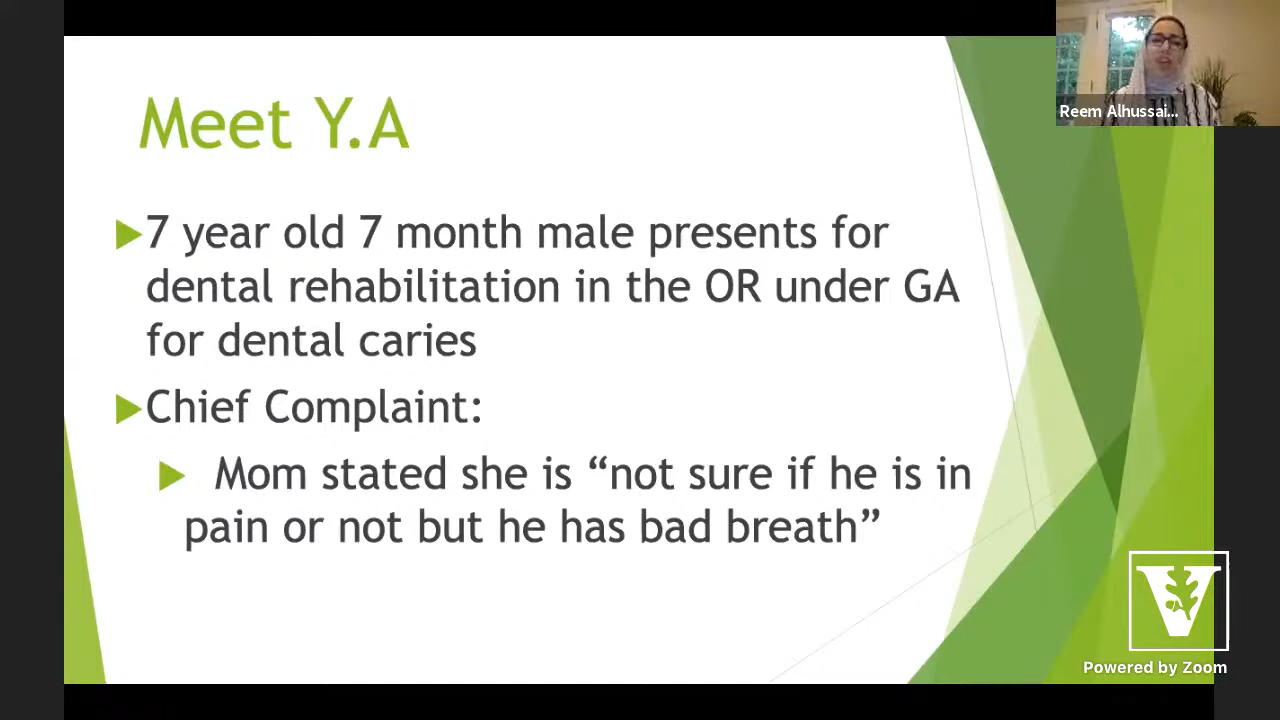 Meet Y.A
7 year old 7 month male presents for
dental rehabilitation in the OR under GA
for dental caries
Chief Complaint:
Mom stated she is “not sure if he is in
pain or not but he has bad breath”
Reem Alhussai...
V
Powered by Zoom